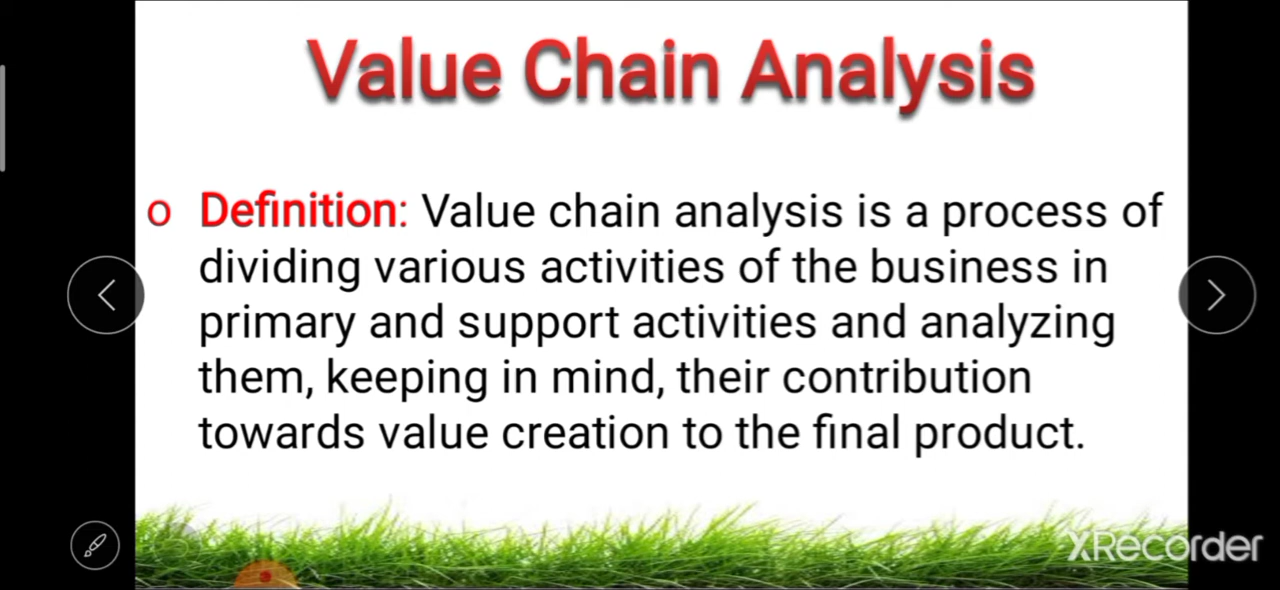 Value Chain Analysis
o Definition: Value chain analysis is a process of
dividing various activities of the business in
primary and support activities and analyzing
them, keeping in mind, their contribution
towards value creation to the final product.
XRecorder